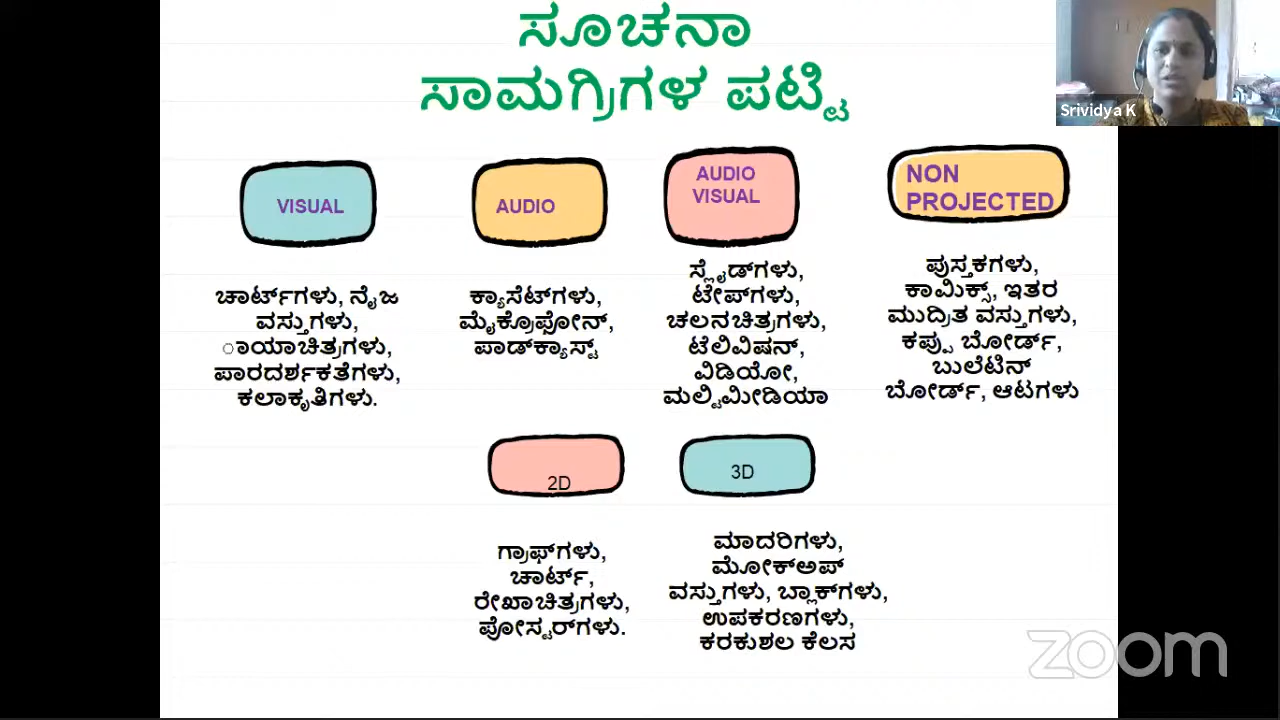 ಸೂಚನಾ
ಸಾಮಗ್ರಿಗಳ ಪಟ್ಟಿ
Srividya K
VISUAL
ಚಾರ್ಟ್‌ಗಳು, ನೈಜ
ವಸ್ತುಗಳು,
ಾಯಾಚಿತ್ರಗಳು,
ಪಾರದರ್ಶಕತೆಗಳು,
ಕಲಾಕೃತಿಗಳು.
AUDIO
ಕ್ಯಾಸೆಟ್‌ಗಳು,
ಮೈಕ್ರೊಫೋನ್,
ಪಾಡ್‌ಕ್ಯಾಸ್ಟ್
AUDIO
VISUAL
ಸ್ಲೈಡ್‌ಗಳು,
ಟೇಪ್‌ಗಳು,
ಚಲನಚಿತ್ರಗಳು,
ಟೆಲಿವಿಷನ್,
ವಿಡಿಯೋ,
ಮಲ್ಟಿಮೀಡಿಯಾ
NON
PROJECTED
ಪುಸ್ತಕಗಳು,
ಕಾಮಿಕ್ಸ್, ಇತರ
ಮುದ್ರಿತ ವಸ್ತುಗಳು,
ಕಪ್ಪು ಬೋರ್ಡ್,
ಬುಲೆಟಿನ್
ಬೋರ್ಡ್, ಆಟಗಳು
2D
ಗ್ರಾಫ್‌ಗಳು,
ಚಾರ್ಟ್,
ರೇಖಾಚಿತ್ರಗಳು,
ಪೋಸ್ಟರ್‌ಗಳು.
3D
ಮಾದರಿಗಳು,
ಮೋಕ್ಅಪ್
ವಸ್ತುಗಳು, ಬ್ಲಾಕ್‌ಗಳು,
ಉಪಕರಣಗಳು,
ಕರಕುಶಲ ಕೆಲಸ
zoom